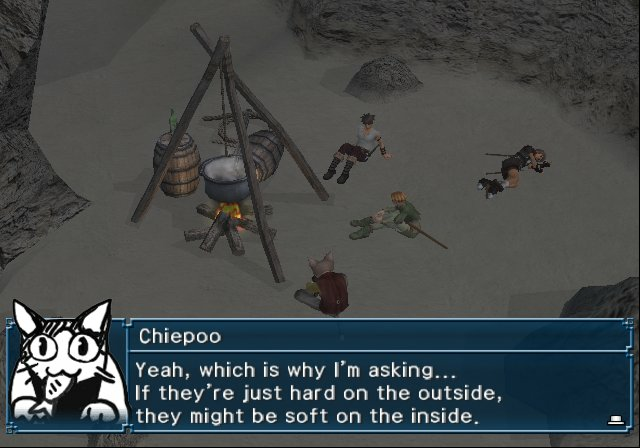 Chiepoo
Yeah, which is why I'm asking...
If they're just hard on the outside,
they might be soft on the inside.